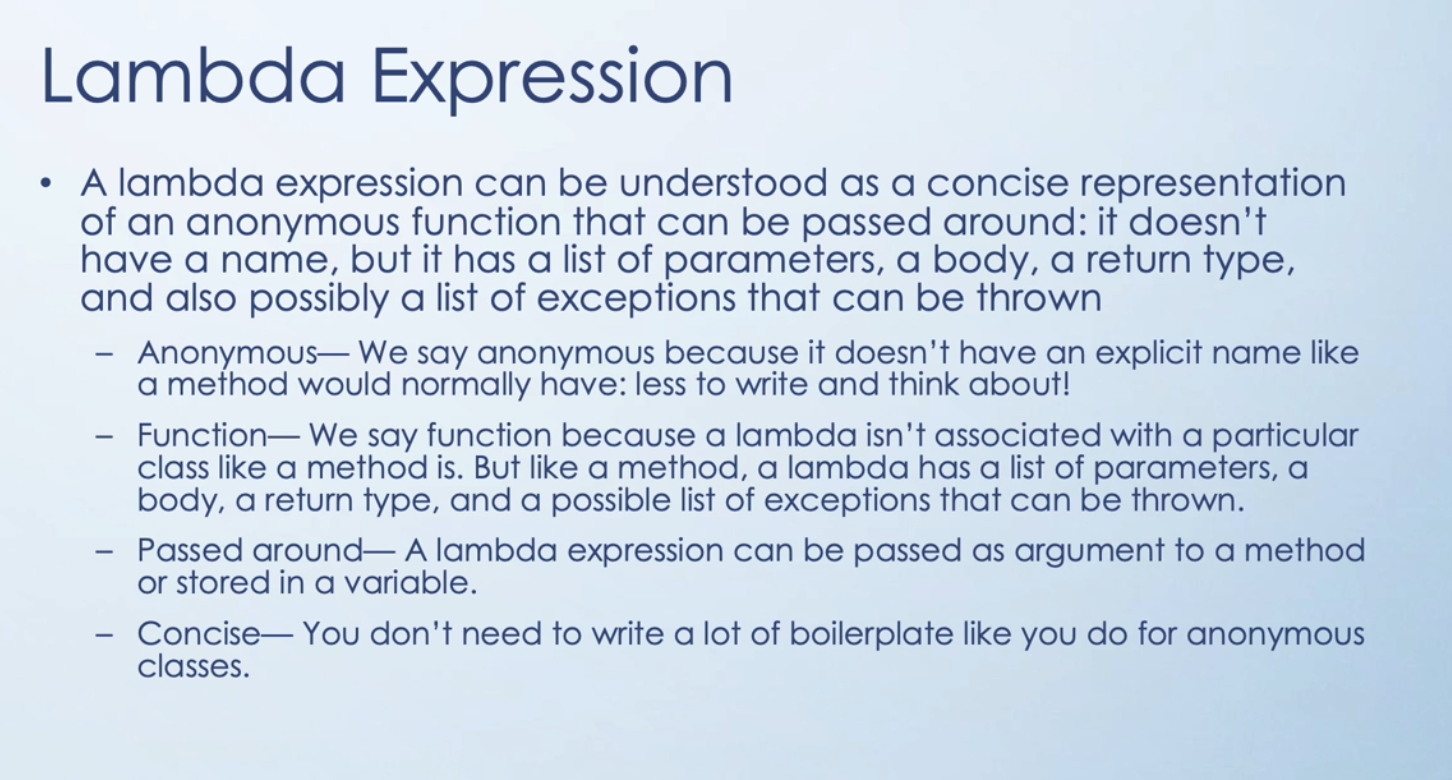 Lambda Expression
• A lambda expression can be understood as a concise representation
of an anonymous function that can be passed around: it doesn’t
have a name, but it has a list of parameters, a body, a return type,
and also possibly a list of exceptions that can be thrown
– Anonymous— We say anonymous because it doesn’t have an explicit name like
a method would normally have: less to write and think about!
– Function— We say function because a lambda isn’t associated with a particular
class like a method is. But like a method, a lambda has a list of parameters, a
body, a return type, and a possible list of exceptions that can be thrown.
– Passed around— A lambda expression can be passed as argument to a method
or stored in a variable.
– Concise— You don’t need to write a lot of boilerplate like you do for anonymous
classes.